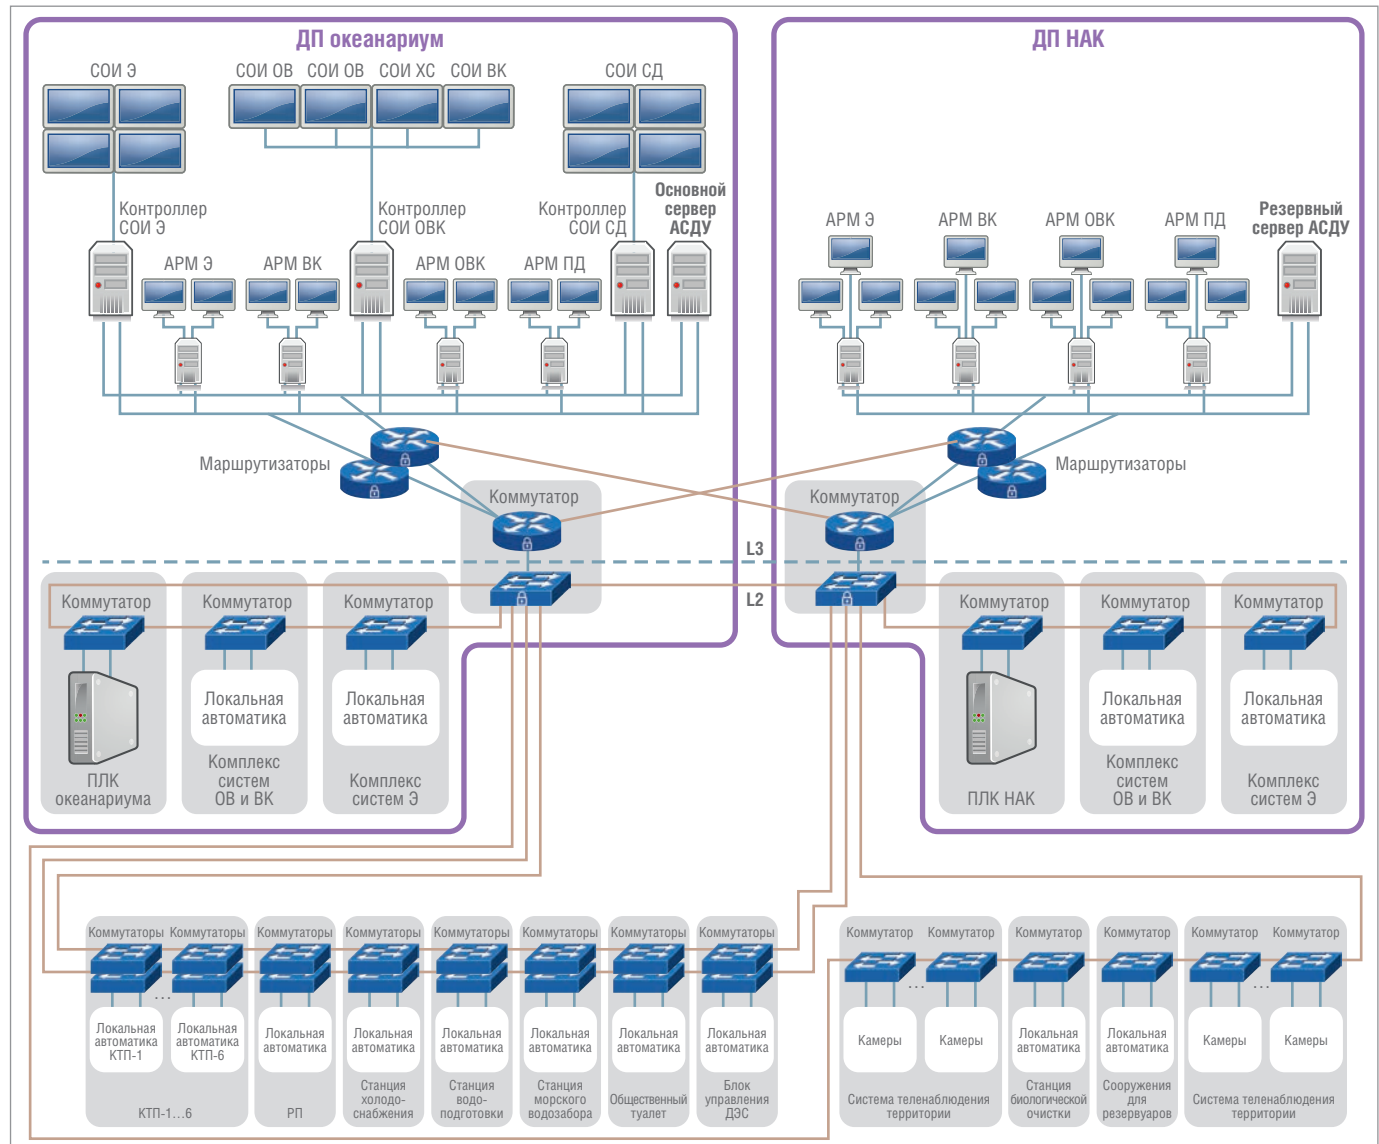 ДП океанариум
ДП НАК
СОИ Э
СОИ ОВ
СОИ ОВ
СОИ ХС
СОИ ВК
СОИ СД
Контроллер
СОИ Э
Контроллер
СОИ ОВК
Контроллер
СОИ СД
Основной
сервер
АСДУ
АРМ Э
АРМ ВК
АРМ ОВК
АРМ ПД
АРМ Э
АРМ ВК
АРМ ОВК
АРМ ПД
Резервный
сервер АСДУ
Маршрутизаторы
Маршрутизаторы
Коммутатор
Коммутатор
L3
L2
Коммутатор
Коммутатор
Коммутатор
Коммутатор
Коммутатор
Коммутатор
Локальная
автоматика
Локальная
автоматика
Локальная
автоматика
Локальная
автоматика
ПЛК
океанариума
Комплекс
систем
ОВ и ВК
Комплекс
систем Э
ПЛК НАК
Комплекс
систем
ОВ и ВК
Комплекс
систем Э
Коммутаторы
Коммутаторы
Коммутаторы
Коммутаторы
Коммутаторы
Коммутаторы
Коммутаторы
Коммутаторы
Коммутатор
Коммутатор
Коммутатор
Коммутатор
Коммутатор
Коммутатор
...
...
...
Локальная
автоматика
КТП-1
Локальная
автоматика
КТП-6
Локальная
автоматика
Локальная
автоматика
Локальная
автоматика
Локальная
автоматика
Локальная
автоматика
Локальная
автоматика
Камеры
Камеры
Локальная
автоматика
Локальная
автоматика
Камеры
Камеры
КТП-1...6
РП
Станция
холодо-
снабжения
Станция
водо-
подготовки
Станция
морского
водозабора
Общественный
туалет
Блок
управления
ДЭС
Система теленаблюдения
территории
Станция
биологической
очистки
Сооружения
для
резервуаров
Система теленаблюдения
территории